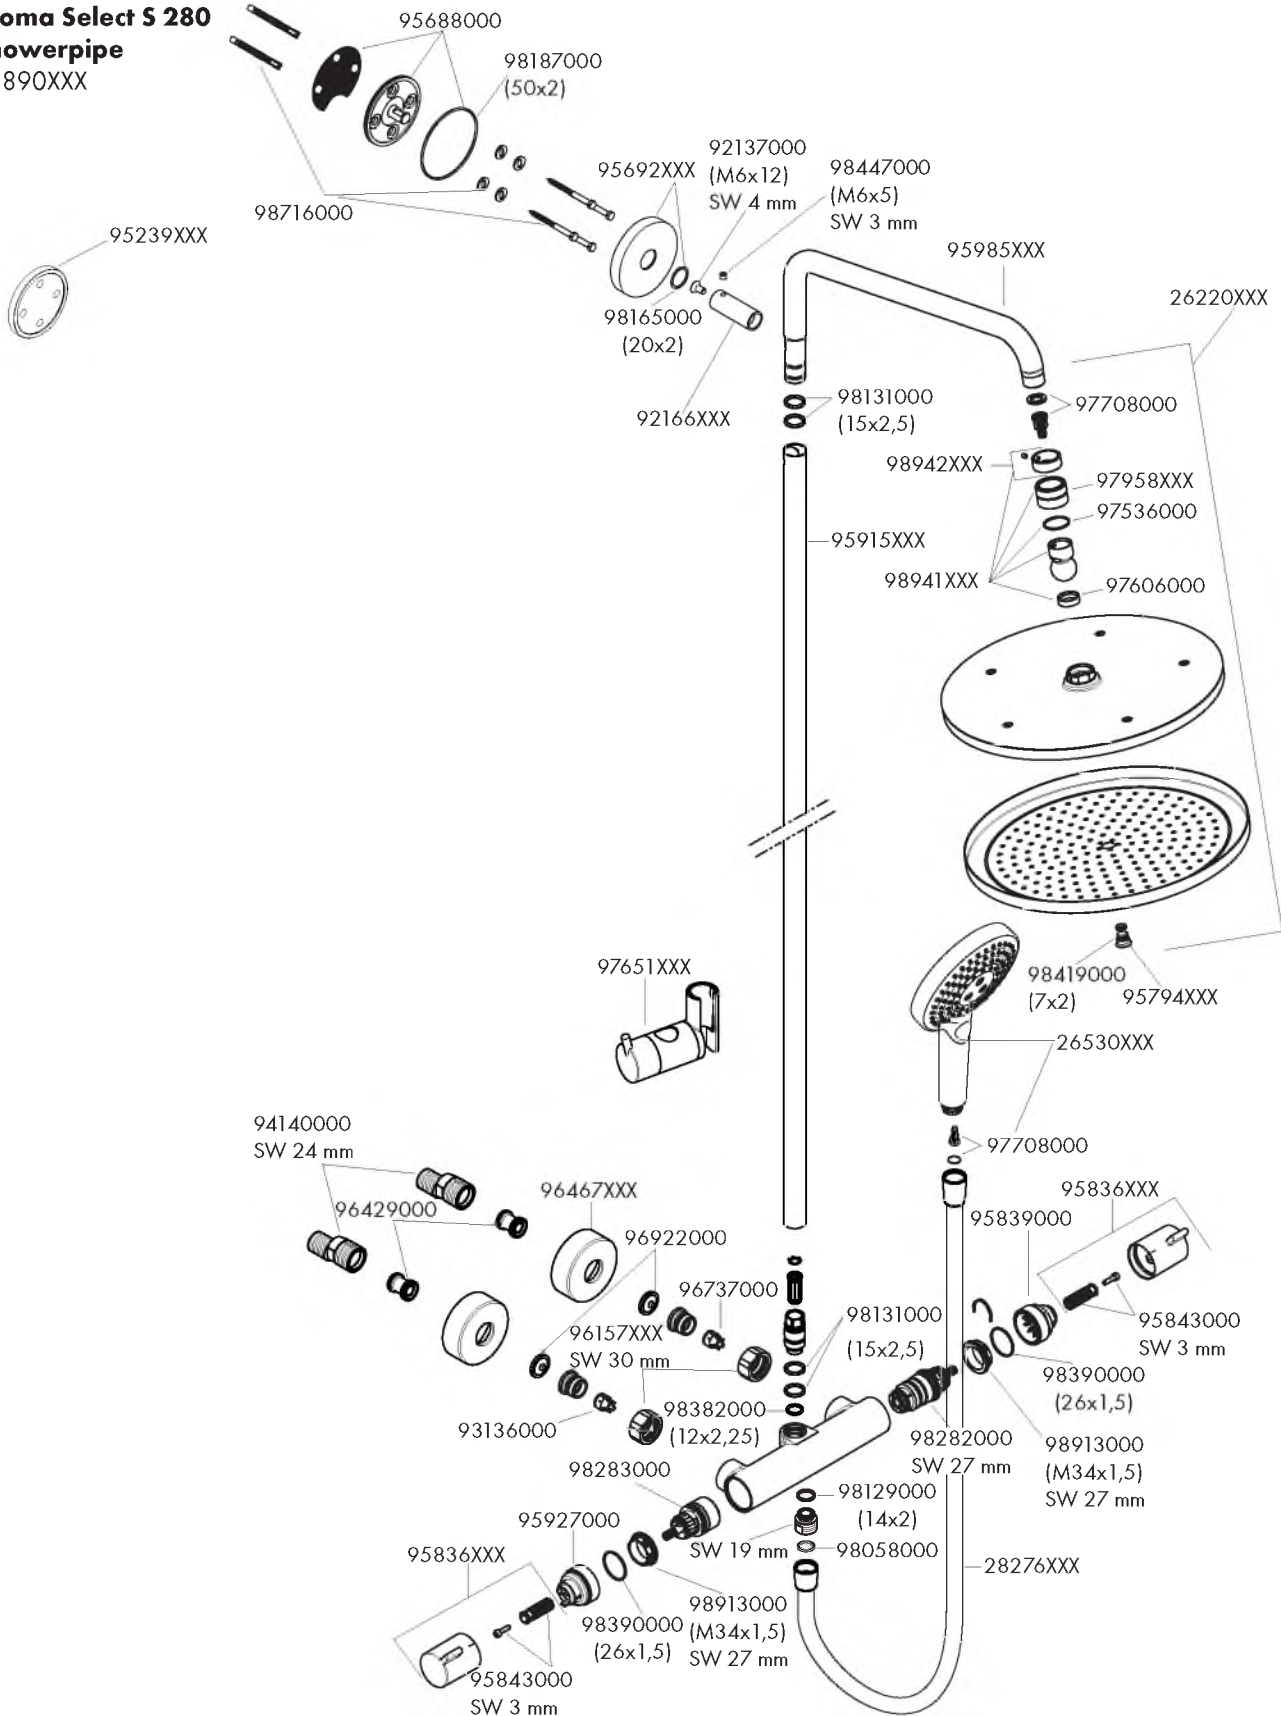 oma Select S 280
owerpipe
890XXX
95688000
98187000
(50x2)
98716000
95239XXX
95692XXX
92137000
(M6x12)
SW 4 mm
98447000
(M6x5)
SW 3 mm
98165000
(20x2)
92166XXX
95985XXX
26220XXX
98131000
(15x2,5)
97708000
98942XXX
97958XXX
97536000
95915XXX
98941XXX
97606000
97651XXX
98419000
(7x2)
95794XXX
26530XXX
97708000
94140000
SW 24 mm
96429000
96467XXX
96922000
96737000
96157XXX
SW 30 mm
93136000
98131000
(15x2,5)
98382000
(12x2,25)
95836XXX
95839000
95843000
SW 3 mm
98390000
(26x1,5)
98282000
SW 27 mm
98913000
(M34x1,5)
SW 27 mm
98283000
95927000
95836XXX
98129000
(14x2)
SW 19 mm
98058000
28276XXX
98913000
(M34x1,5)
SW 27 mm
98390000
(26x1,5)
95843000
SW 3 mm